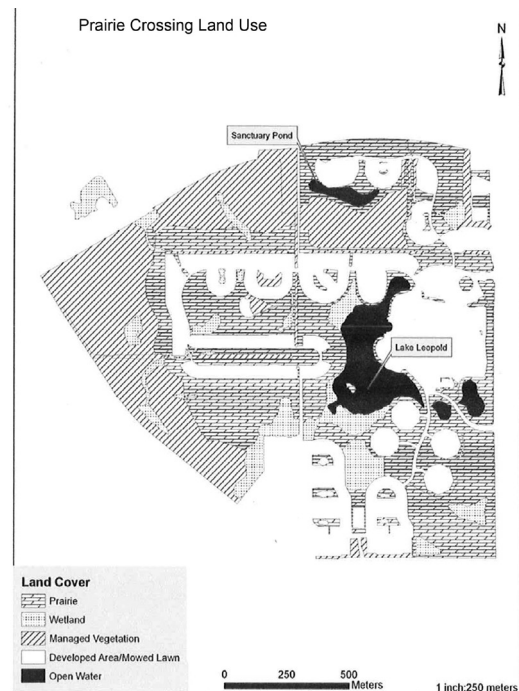 Prairie Crossing Land Use
N
Sanctuary Pond
Lake Leopold
Land Cover
Prairie
Wetland
Managed Vegetation
Developed Area/Mowed Lawn
Open Water
0 250 500
Meters
1 inch:250 meters